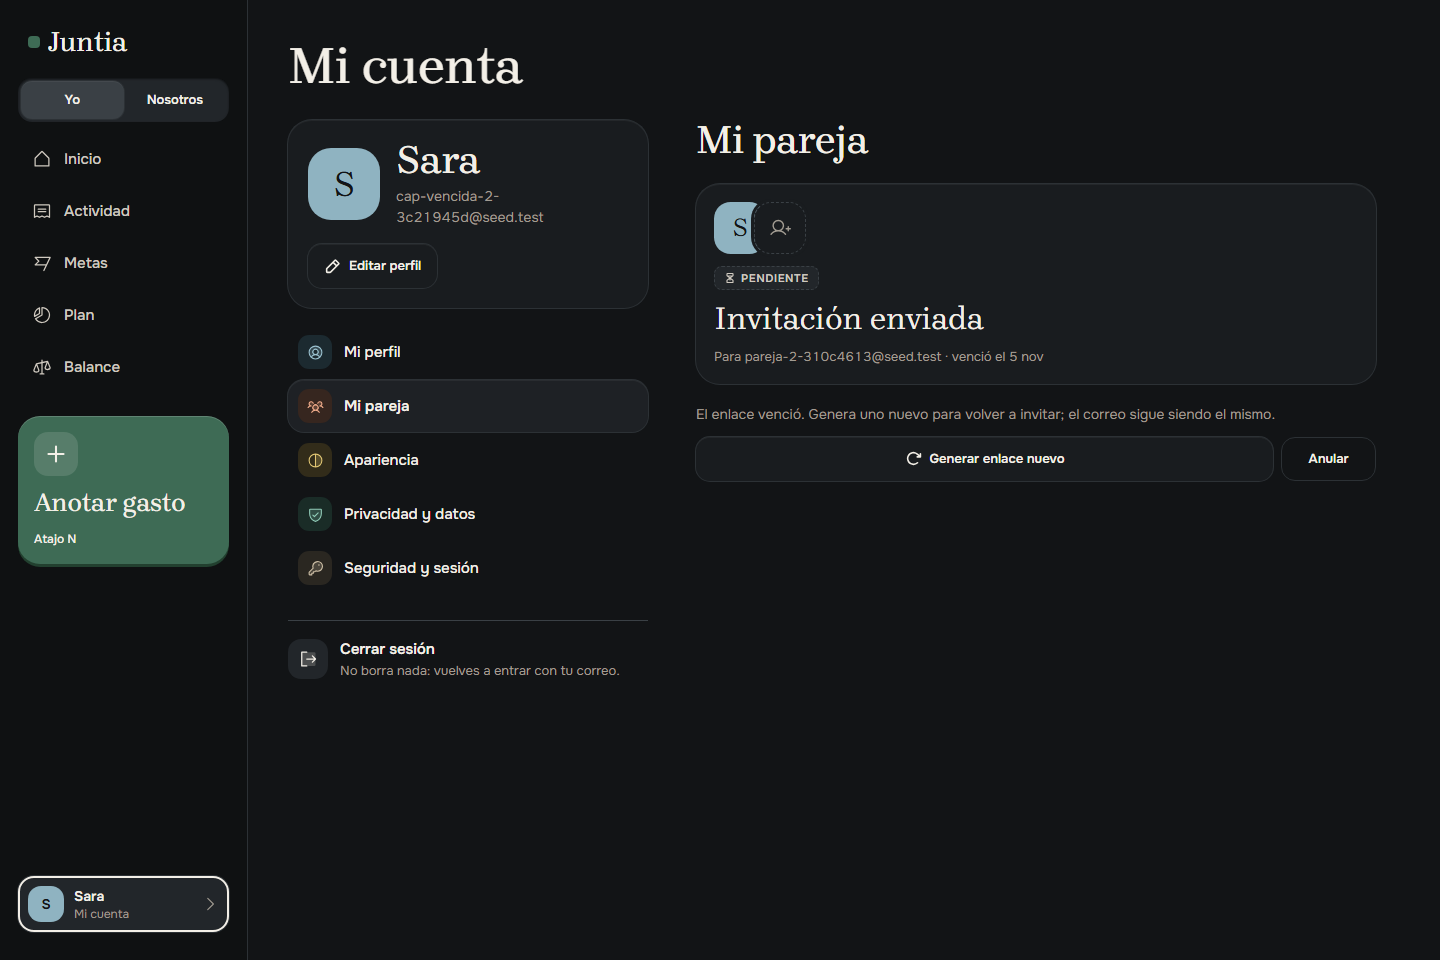 Juntia
Yo
Nosotros
Inicio
Actividad
Metas
Plan
Balance
Anotar gasto
Atajo N
S
Sara
Mi cuenta
Mi cuenta
S
Sara
cap-vencida-2-
3c21945d@seed.test
Editar perfil
Mi perfil
Mi pareja
Apariencia
Privacidad y datos
Seguridad y sesión
Cerrar sesión
No borra nada: vuelves a entrar con tu correo.
Mi pareja
S
PENDIENTE
Invitación enviada
Para pareja-2-310c4613@seed.test · venció el 5 nov
El enlace venció. Genera uno nuevo para volver a invitar; el correo sigue siendo el mismo.
Generar enlace nuevo
Anular